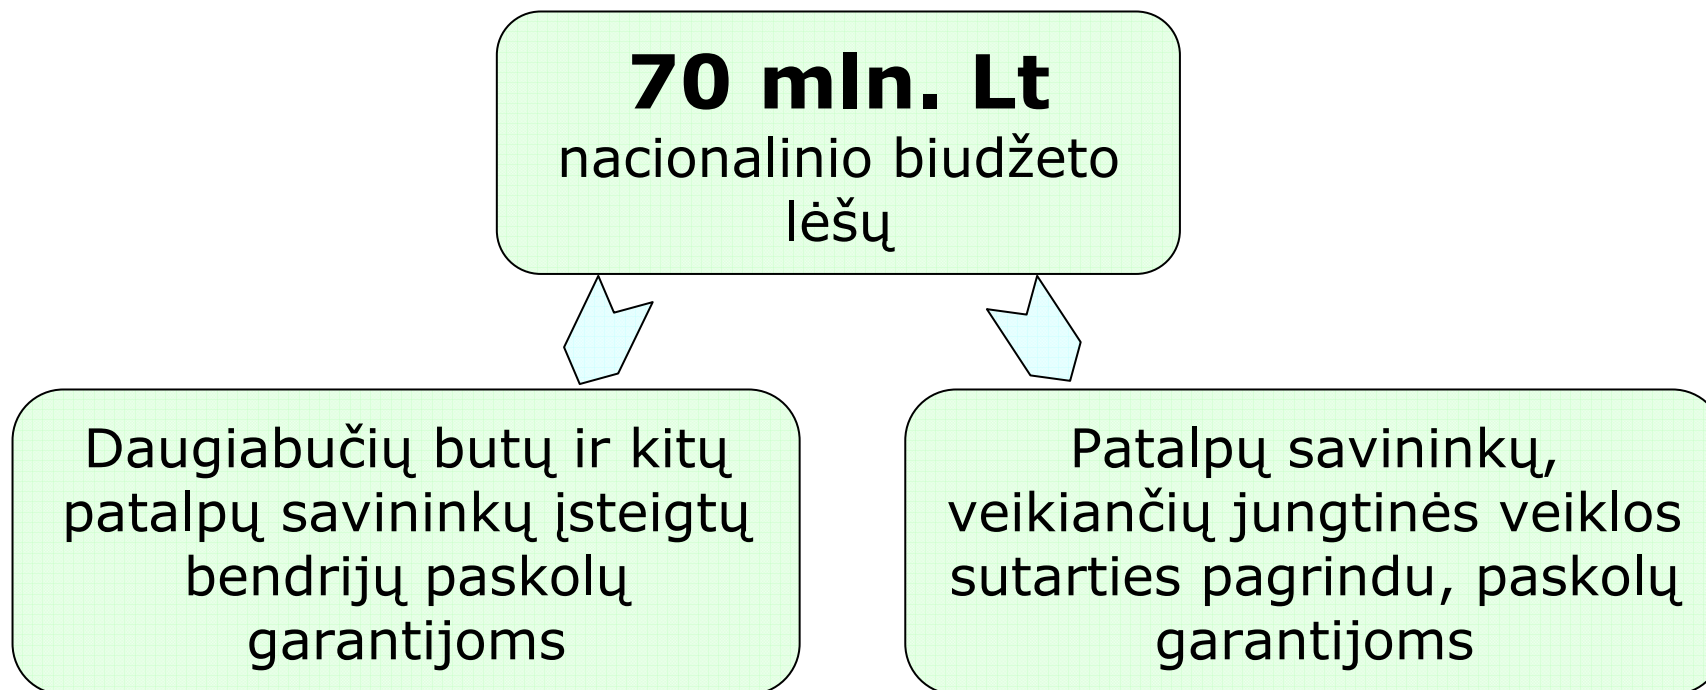 70 mln. Lt
nacionalinio biudžeto
lėšų
Daugiabučių butų ir kitų
patalpų savininkų įsteigtų
bendrijų paskolų
garantijoms
Patalpų savininkų,
veikiančių jungtinės veiklos
sutarties pagrindu, paskolų
garantijoms